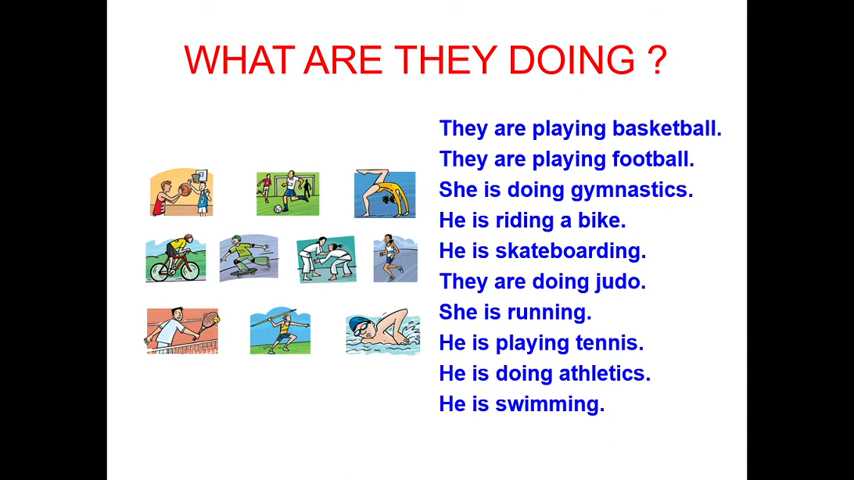 WHAT ARE THEY DOING ?
They are playing basketball.
They are playing football.
She is doing gymnastics.
He is riding a bike.
He is skateboarding.
They are doing judo.
She is running.
He is playing tennis.
He is doing athletics.
He is swimming.